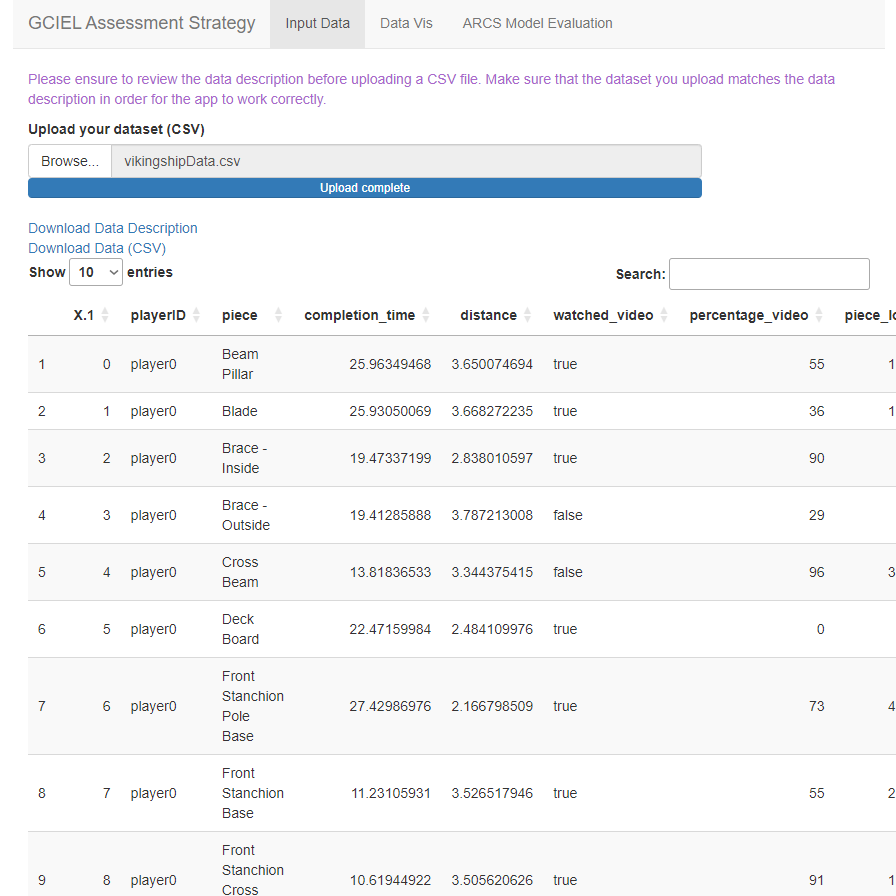 GCIEL Assessment Strategy Input Data Data Vis ARCS Model Evaluation
Please ensure to review the data description before uploading a CSV file. Make sure that the dataset you upload matches the data
description in order for the app to work correctly.
Upload your dataset (CSV)
Browse... vikingshipData.csv
Upload complete
Download Data Description
Download Data (CSV)
Show 10 entries
Search:
X.1 playerID piece completion_time distance watched_video percentage_video piece_lo
1 0 player0 Beam Pillar 25.96349468 3.650074694 true 55 1
2 1 player0 Blade 25.93050069 3.668272235 true 36 1
3 2 player0 Brace - Inside 19.47337199 2.838010597 true 90
4 3 player0 Brace - Outside 19.41285888 3.787213008 false 29
5 4 player0 Cross Beam 13.81836533 3.344375415 false 96 3
6 5 player0 Deck Board 22.47159984 2.484109976 true 0
7 6 player0 Front Stanchion Pole Base 27.42986976 2.166798509 true 73 4
8 7 player0 Front Stanchion Base 11.23105931 3.526517946 true 55 2
9 8 player0 Front Stanchion Cross 10.61944922 3.505620626 true 91 1